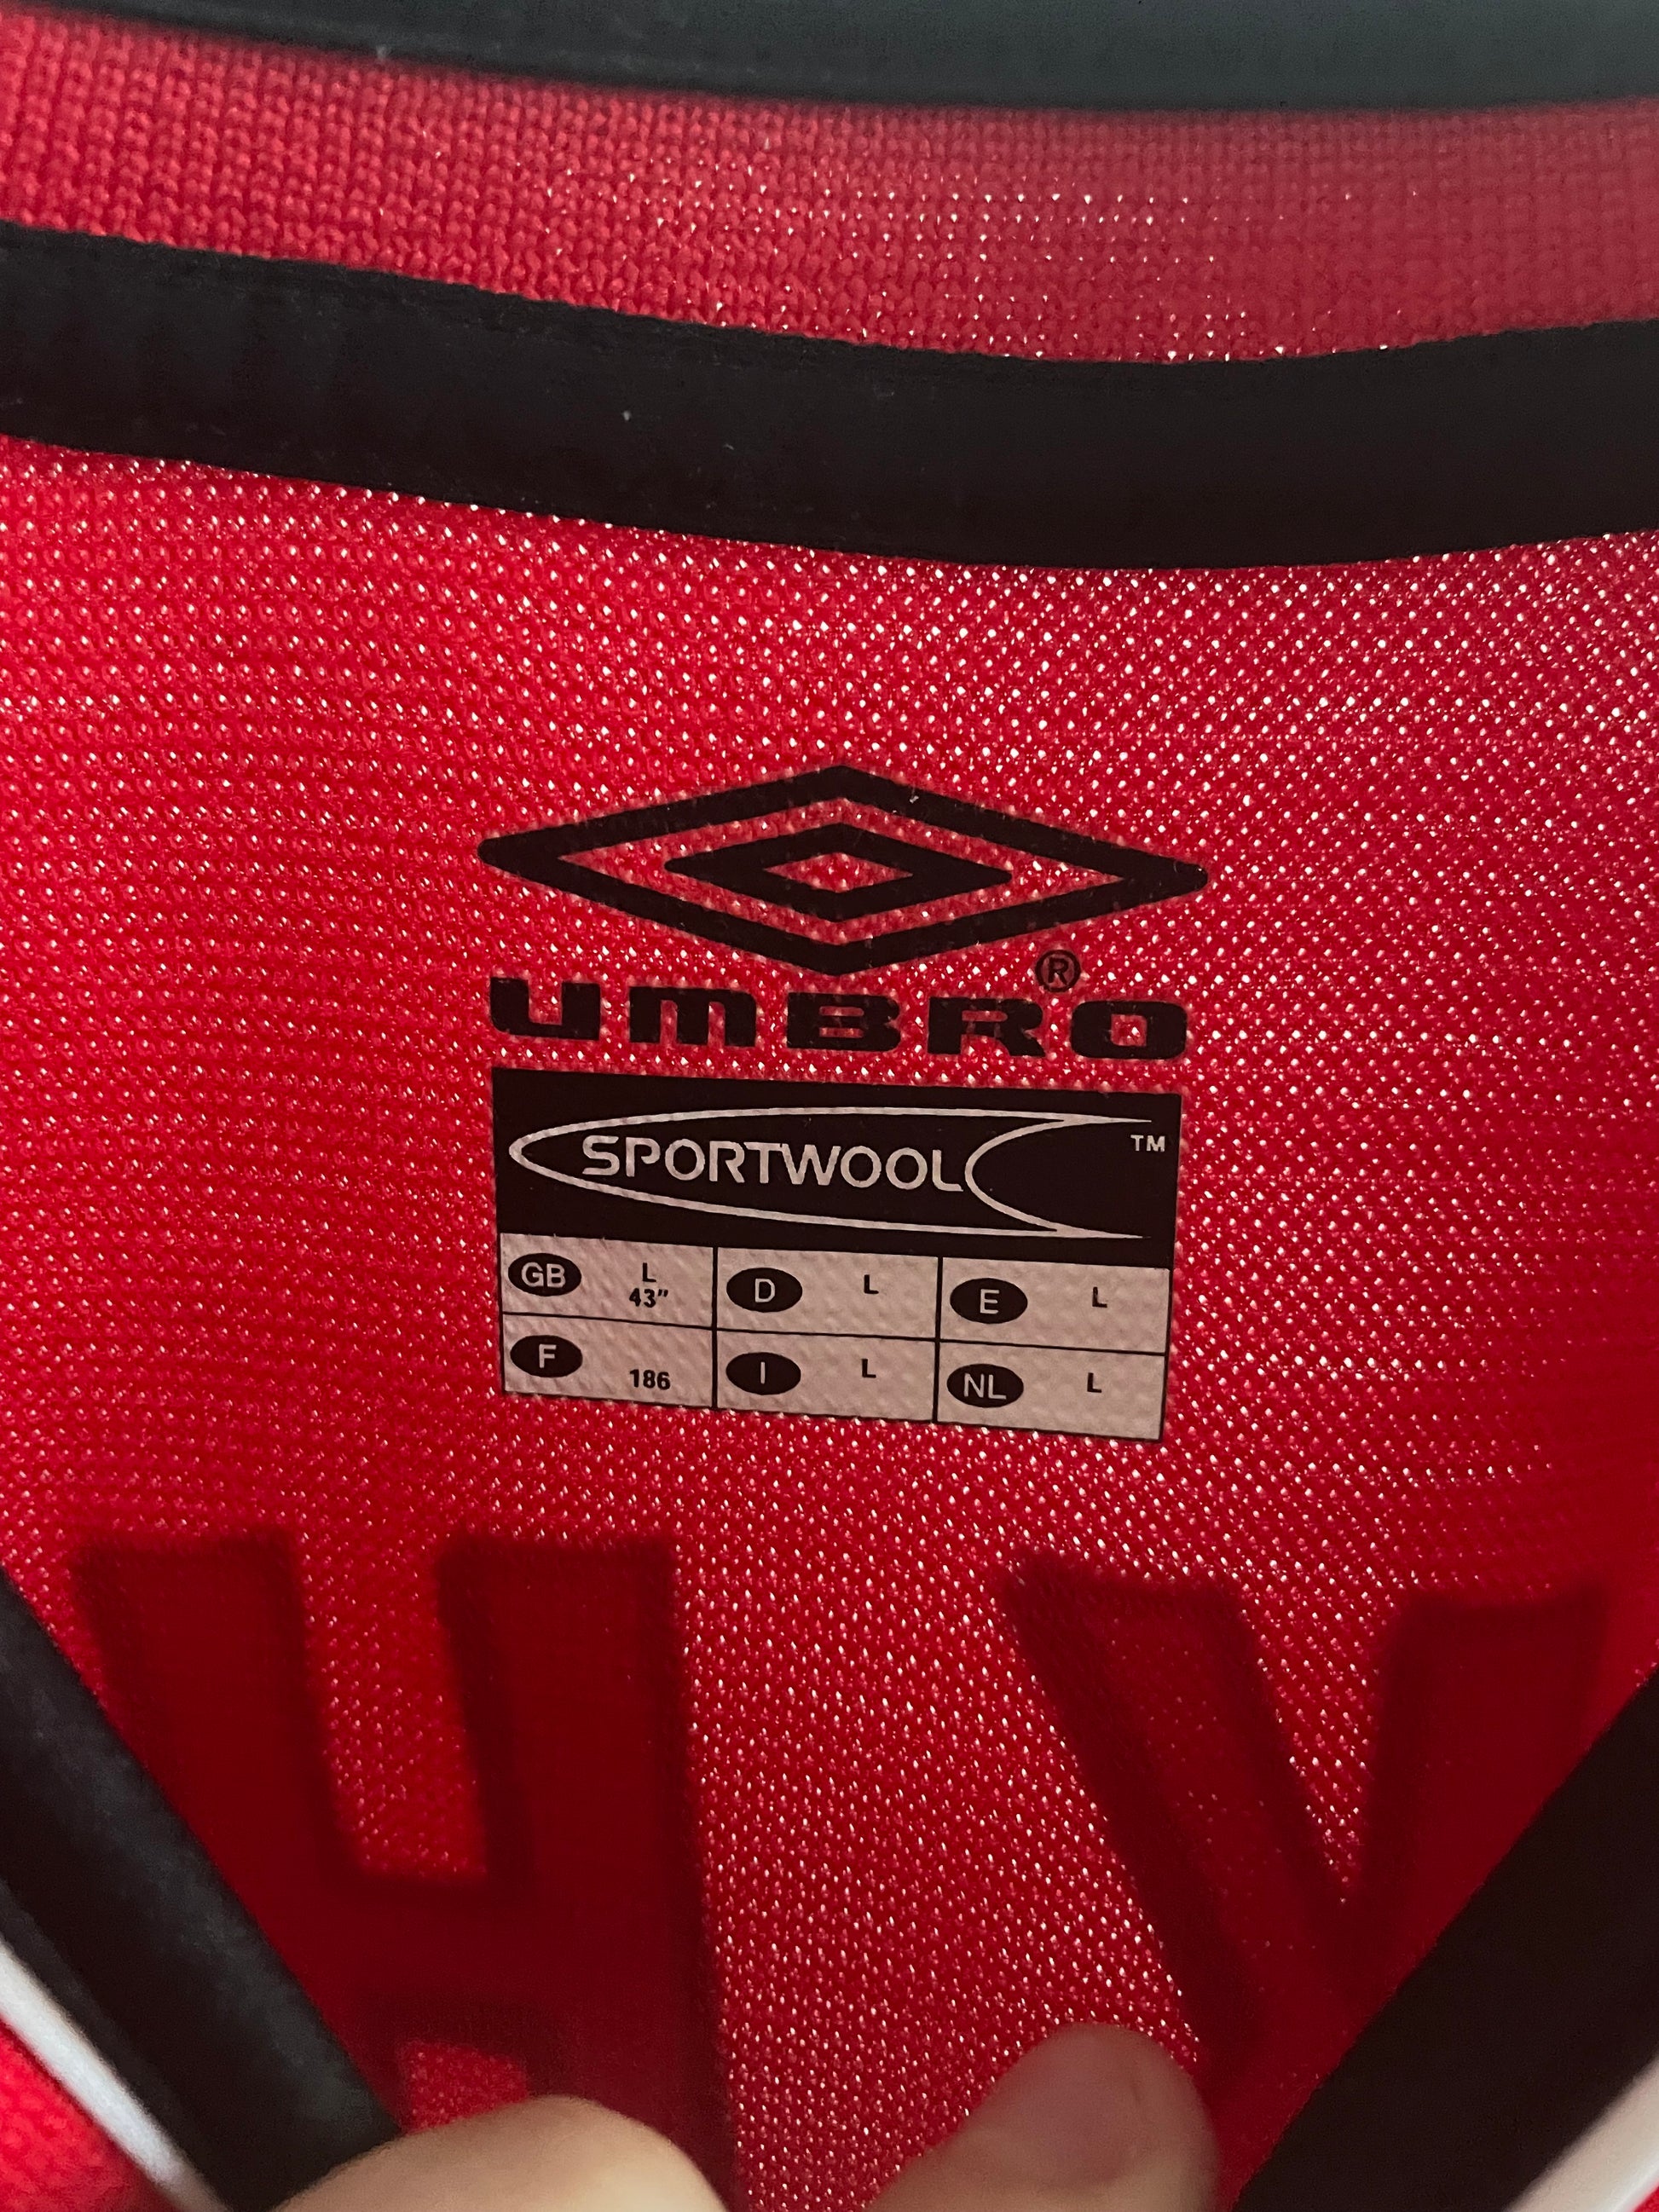 UMBRO®
SPORTWOOL™
GB L D L E L
43"
F 186 I L NL L